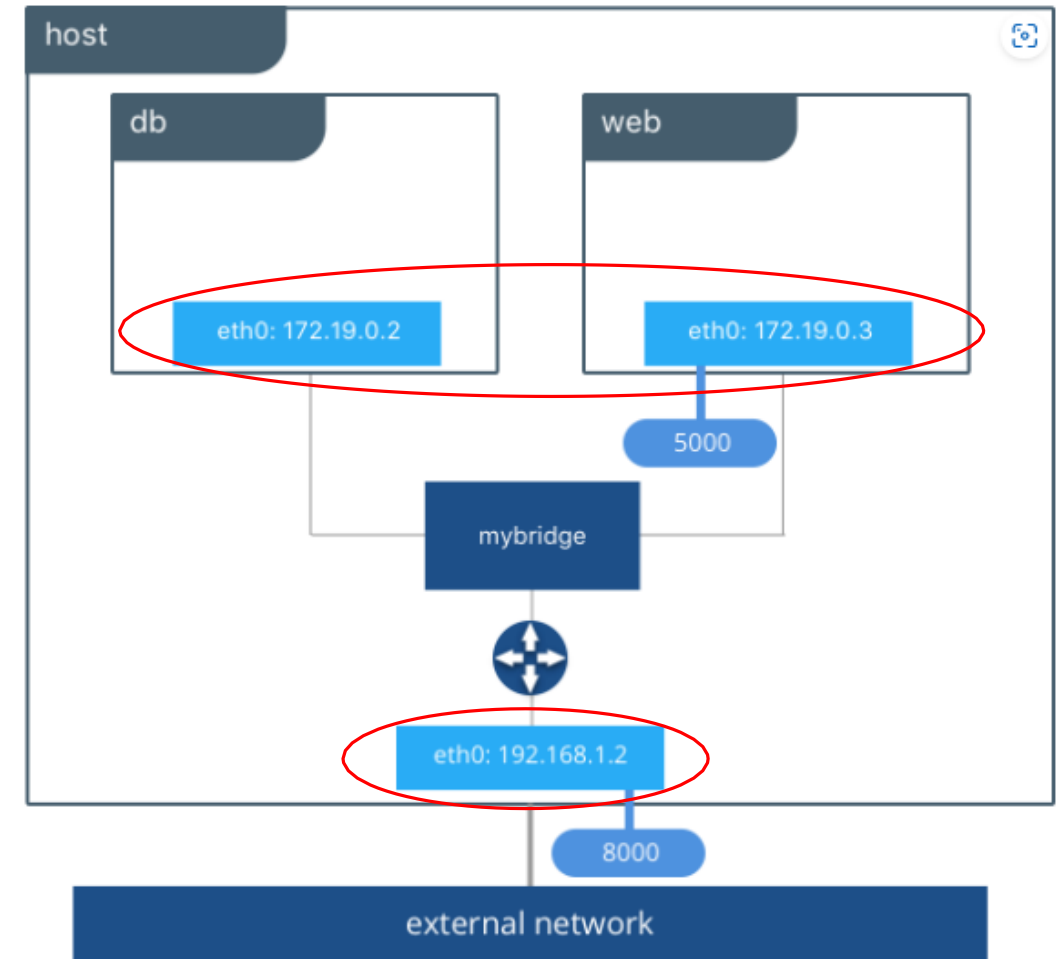 host
db
web
eth0: 172.19.0.2
eth0: 172.19.0.3
5000
mybridge
eth0: 192.168.1.2
8000
external network